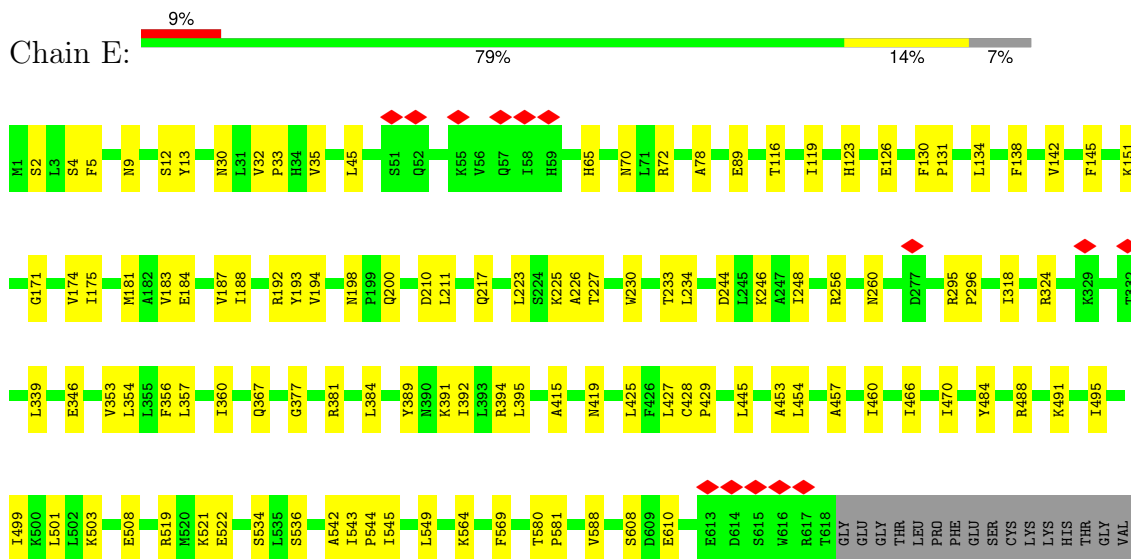 9%
Chain E:
79% 14% 7%
M1 S2 L3 S4 F5 N9 S12 Y13 N30 L31 V32 P33 H34 V35 L45 S51 Q52 K55 V56 Q57 I58 H59 H65 N70 L71 R72 A78 E89 T116 I119 H123 E126 F130 P131 L134 F138 V142 F145 K151
G171 V174 I175 M181 A182 V183 E184 V187 I188 R192 Y193 V194 N198 P199 Q200 D210 L211 Q217 L223 S224 K225 A226 T227 W230 T233 L234 D244 L245 K246 A247 I248 R256 N260 D277 R295 P296 I318 R324 K329 T332
L339 E346 V353 L354 L355 F356 L357 I360 Q367 G377 R381 L384 Y389 N390 K391 I392 L393 R394 L395 A415 N419 L425 F426 L427 C428 P429 L445 A453 L454 A457 I460 I466 I470 Y484 R488 K491 I495
I499 K500 L501 L502 K503 E508 R519 M520 K521 E522 S534 L535 S536 A542 I543 P544 I545 L549 K564 F569 T580 P581 V588 S608 D609 E610 E613 D614 S615 W616 R617 T618 GLY GLU GLY THR LEU PRO PHE GLU SER CYS LYS LYS HIS THR GLY VAL